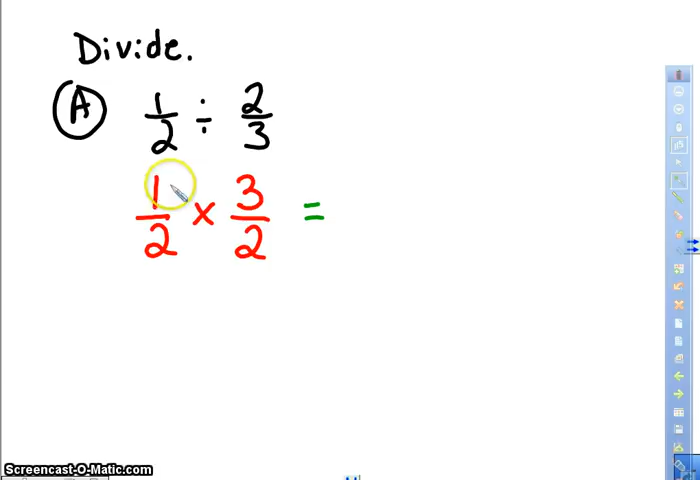 Divide.
A 1/2 ÷ 2/3
1/2 × 3/2 =
Screencast-O-Matic.com